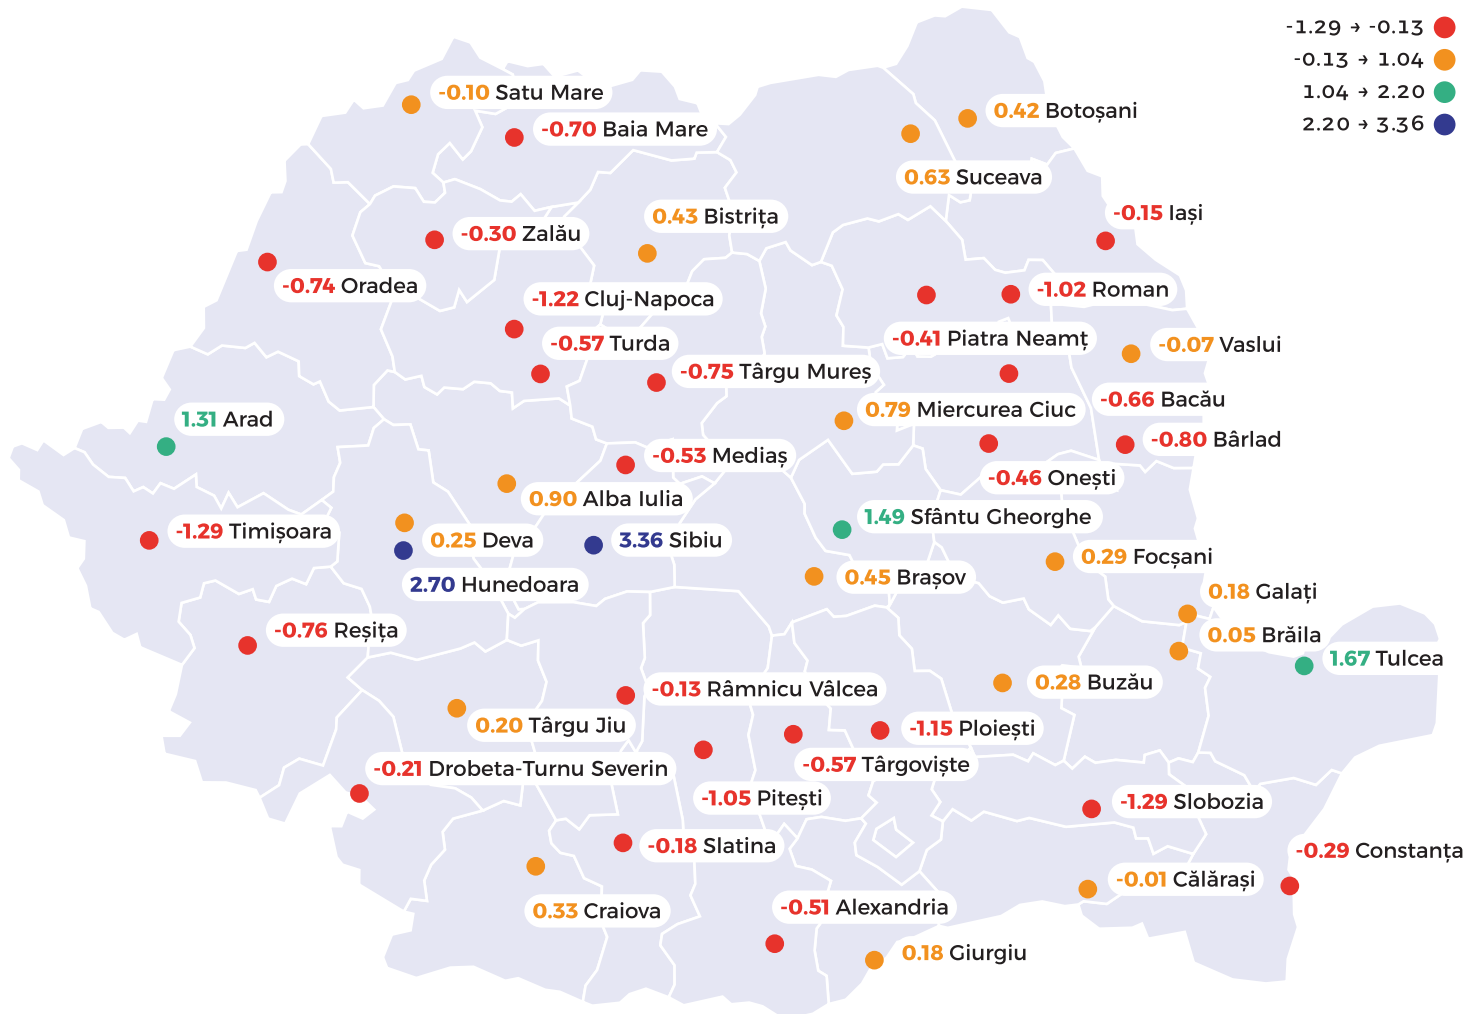 -1.29 → -0.13
-0.13 → 1.04
1.04 → 2.20
2.20 → 3.36
-0.10 Satu Mare
-0.70 Baia Mare
0.42 Botoșani
0.63 Suceava
0.43 Bistrița
-0.15 Iași
-0.30 Zalău
-0.74 Oradea
-1.22 Cluj-Napoca
-1.02 Roman
-0.57 Turda
-0.41 Piatra Neamț
-0.07 Vaslui
-0.75 Târgu Mureș
-0.66 Bacău
1.31 Arad
0.79 Miercurea Ciuc
-0.80 Bârlad
-0.53 Mediaș
-0.46 Onești
0.90 Alba Iulia
1.49 Sfântu Gheorghe
-1.29 Timișoara
0.25 Deva
3.36 Sibiu
0.29 Focșani
2.70 Hunedoara
0.45 Brașov
0.18 Galați
-0.76 Reșița
0.05 Brăila
1.67 Tulcea
-0.13 Râmnicu Vâlcea
0.28 Buzău
0.20 Târgu Jiu
-1.15 Ploiești
-0.21 Drobeta-Turnu Severin
-0.57 Târgoviște
-1.05 Pitești
-1.29 Slobozia
-0.18 Slatina
-0.29 Constanța
-0.01 Călărași
0.33 Craiova
-0.51 Alexandria
0.18 Giurgiu